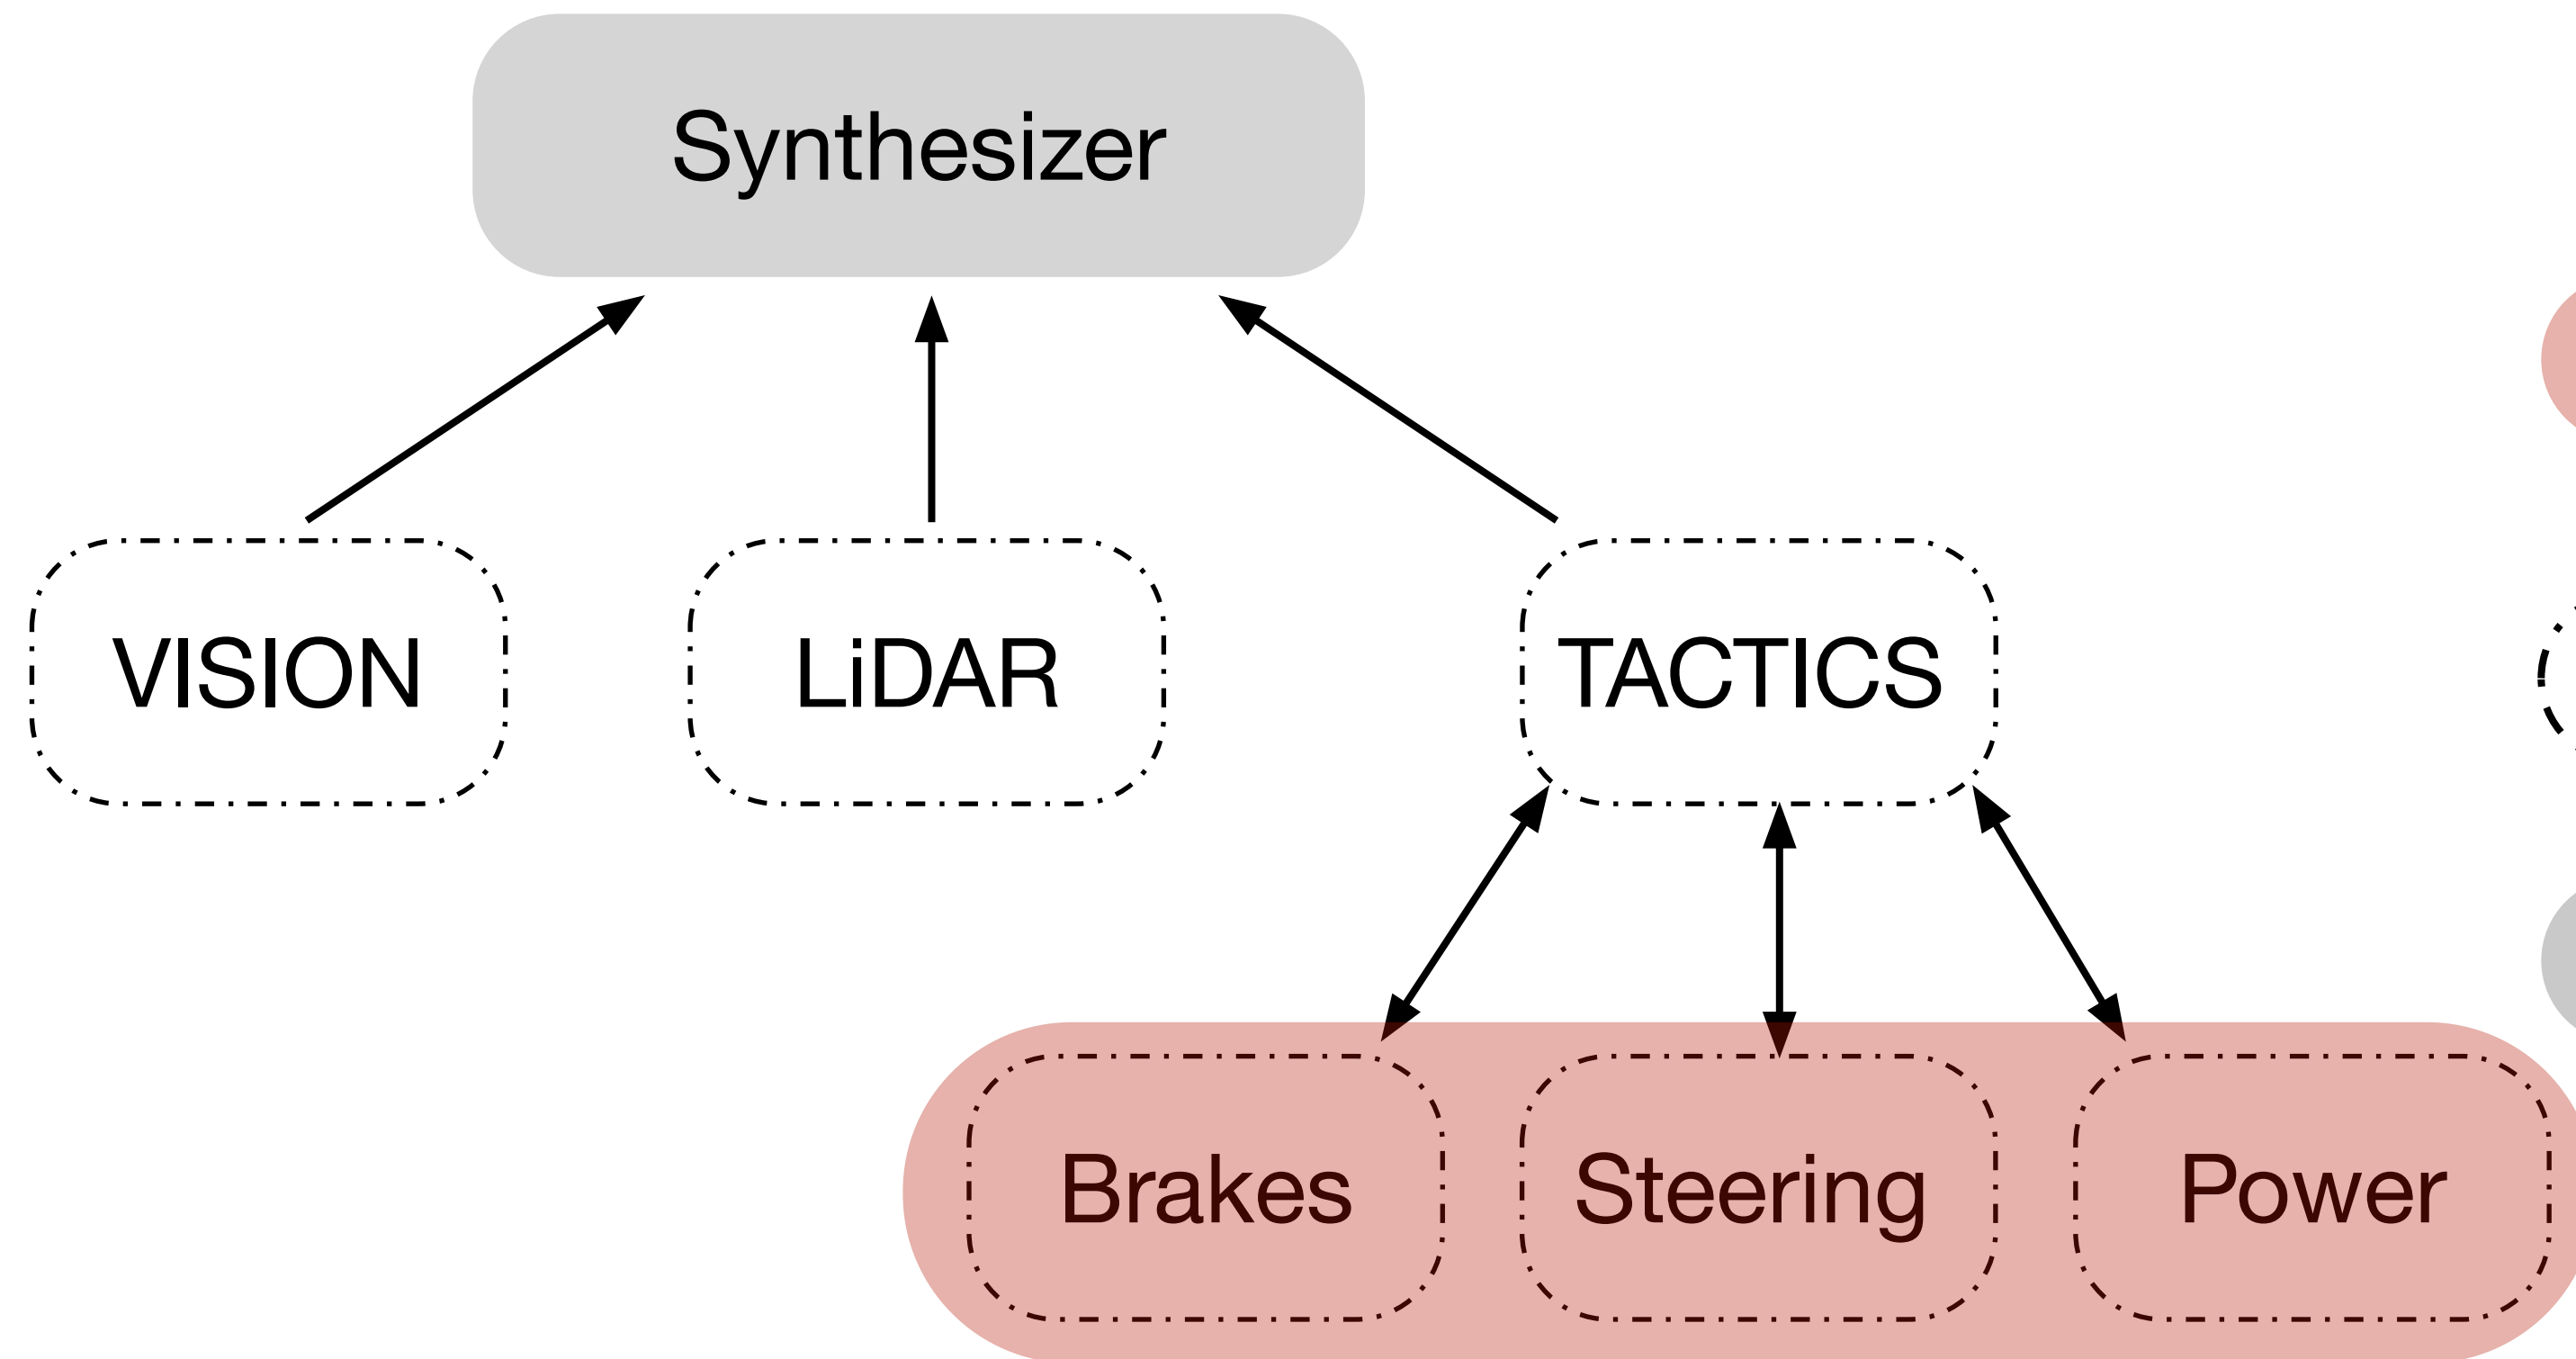 Synthesizer
VISION
LiDAR
TACTICS
Brakes
Steering
Power